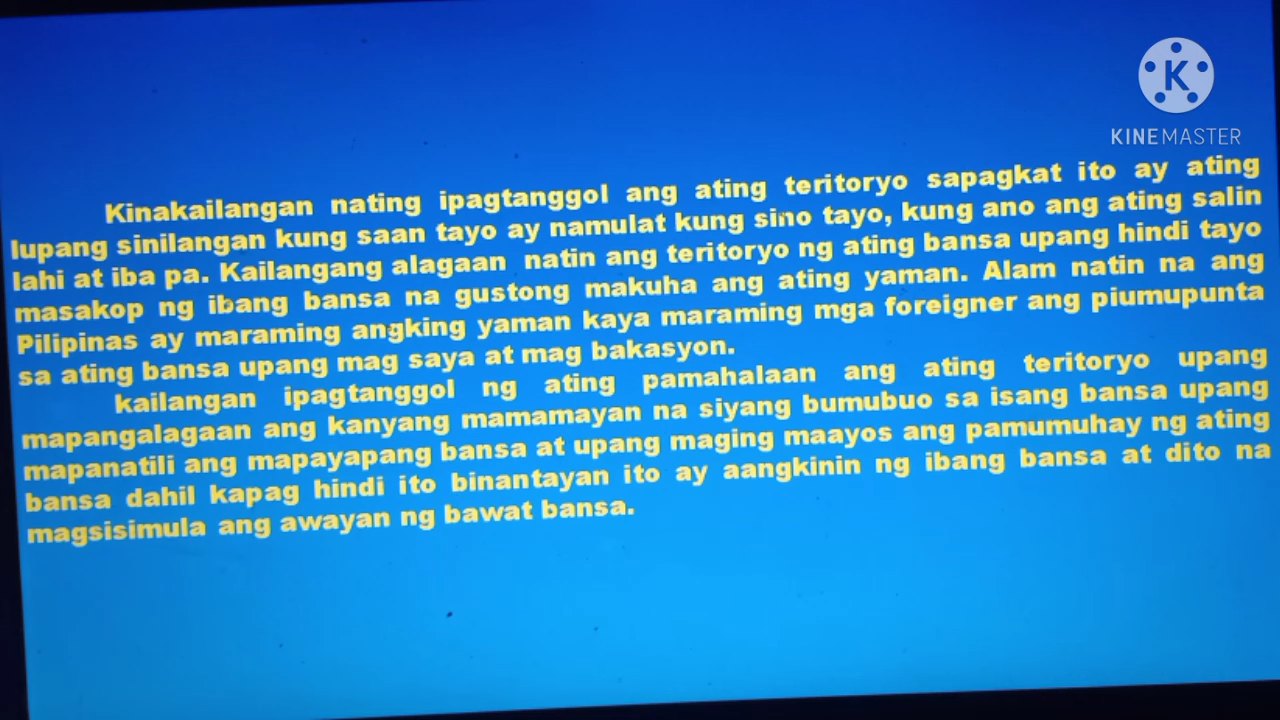 K
KINEMASTER
Kinakailangan nating ipagtanggol ang ating teritoryo sapagkat ito ay ating
lupang sinilangan kung saan tayo ay namulat kung sino tayo, kung ano ang ating salin
lahi at iba pa. Kailangang alagaan natin ang teritoryo ng ating bansa upang hindi tayo
masakop ng ibang bansa na gustong makuha ang ating yaman. Alam natin na ang
Pilipinas ay maraming angking yaman kaya maraming mga foreigner ang piumupunta
sa ating bansa upang mag saya at mag bakasyon.
kailangan ipagtanggol ng ating pamahalaan ang ating teritoryo upang
mapangalagaan ang kanyang mamamayan na siyang bumubuo sa isang bansa upang
mapanatili ang mapayapang bansa at upang maging maayos ang pamumuhay ng ating
bansa dahil kapag hindi ito binantayan ito ay aangkinin ng ibang bansa at dito na
magsisimula ang awayan ng bawat bansa.